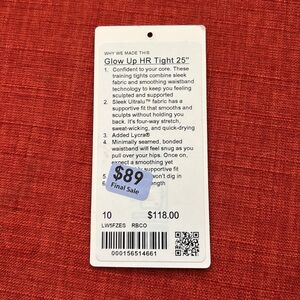 WHY WE MADE THIS
Glow Up HR Tight 25"
1. Confident to your core. These
training tights combine sleek
fabric and smoothing waistband
technology to keep you feeling
sculpted and supported
2. Sleek Ultralu™ fabric has a
supportive fit that smooths and
sculpts without holding you
back. It's four-way stretch,
sweat-wicking, and quick-drying
3. Added Lycra®
4. Minimally seamed, bonded
waistband will feel snug as you
pull over your hips. Once on,
expect a smoothing yet
supportive fit
5. won't dig in
length
$89
Final Sale
10 $118.00
LW5FZES RBCO
000156514661